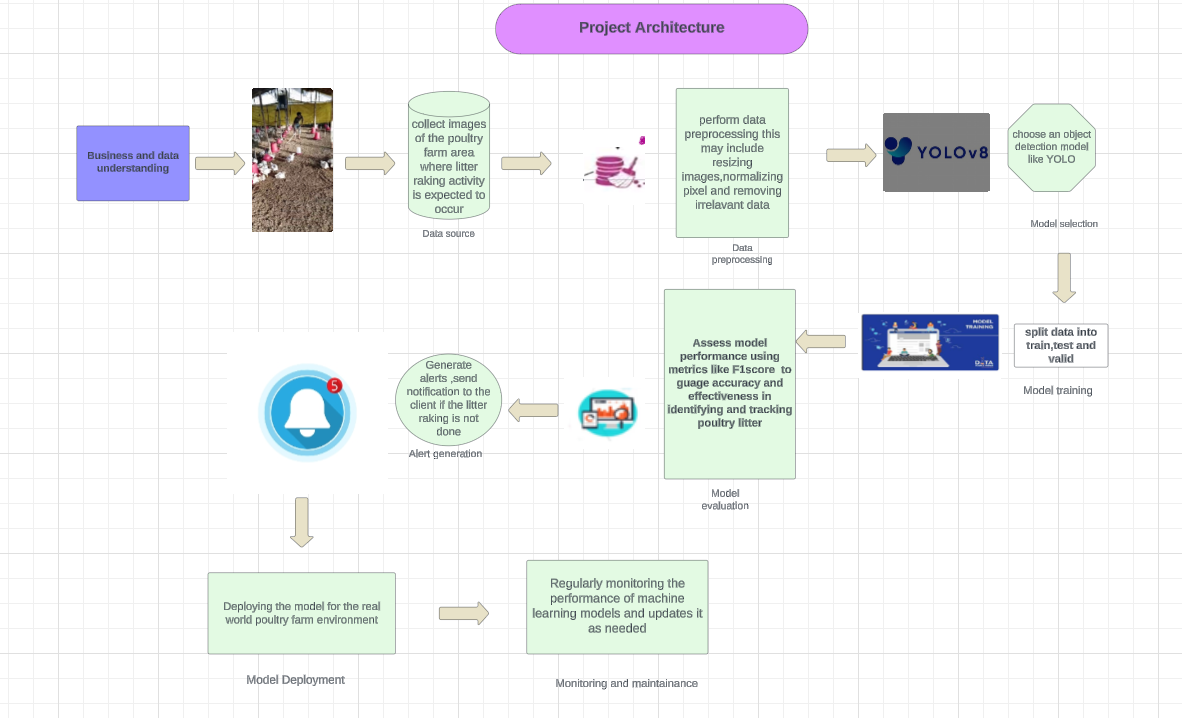 Project Architecture
Business and data
understanding
collect images
of the poultry
farm area
where litter
raking activity
is expected to
occur
Data source
perform data
preprocessing this
may include
resizing
images,normalizing
pixel and removing
irrelavant data
Data
preprocessing
YOLOv8
choose an object
detection model
like YOLO
Model selection
split data into
train,test and
valid
Model training
MODEL
TRAINING
Assess model
performance using
metrics like F1score to
guage accuracy and
effectiveness in
identifying and tracking
poultry litter
Model
evaluation
Generate
alerts ,send
notification to the
client if the litter
raking is not
done
Alert generation
5
Deploying the model for the real
world poultry farm environment
Model Deployment
Regularly monitoring the
performance of machine
learning models and updates it
as needed
Monitoring and maintainance